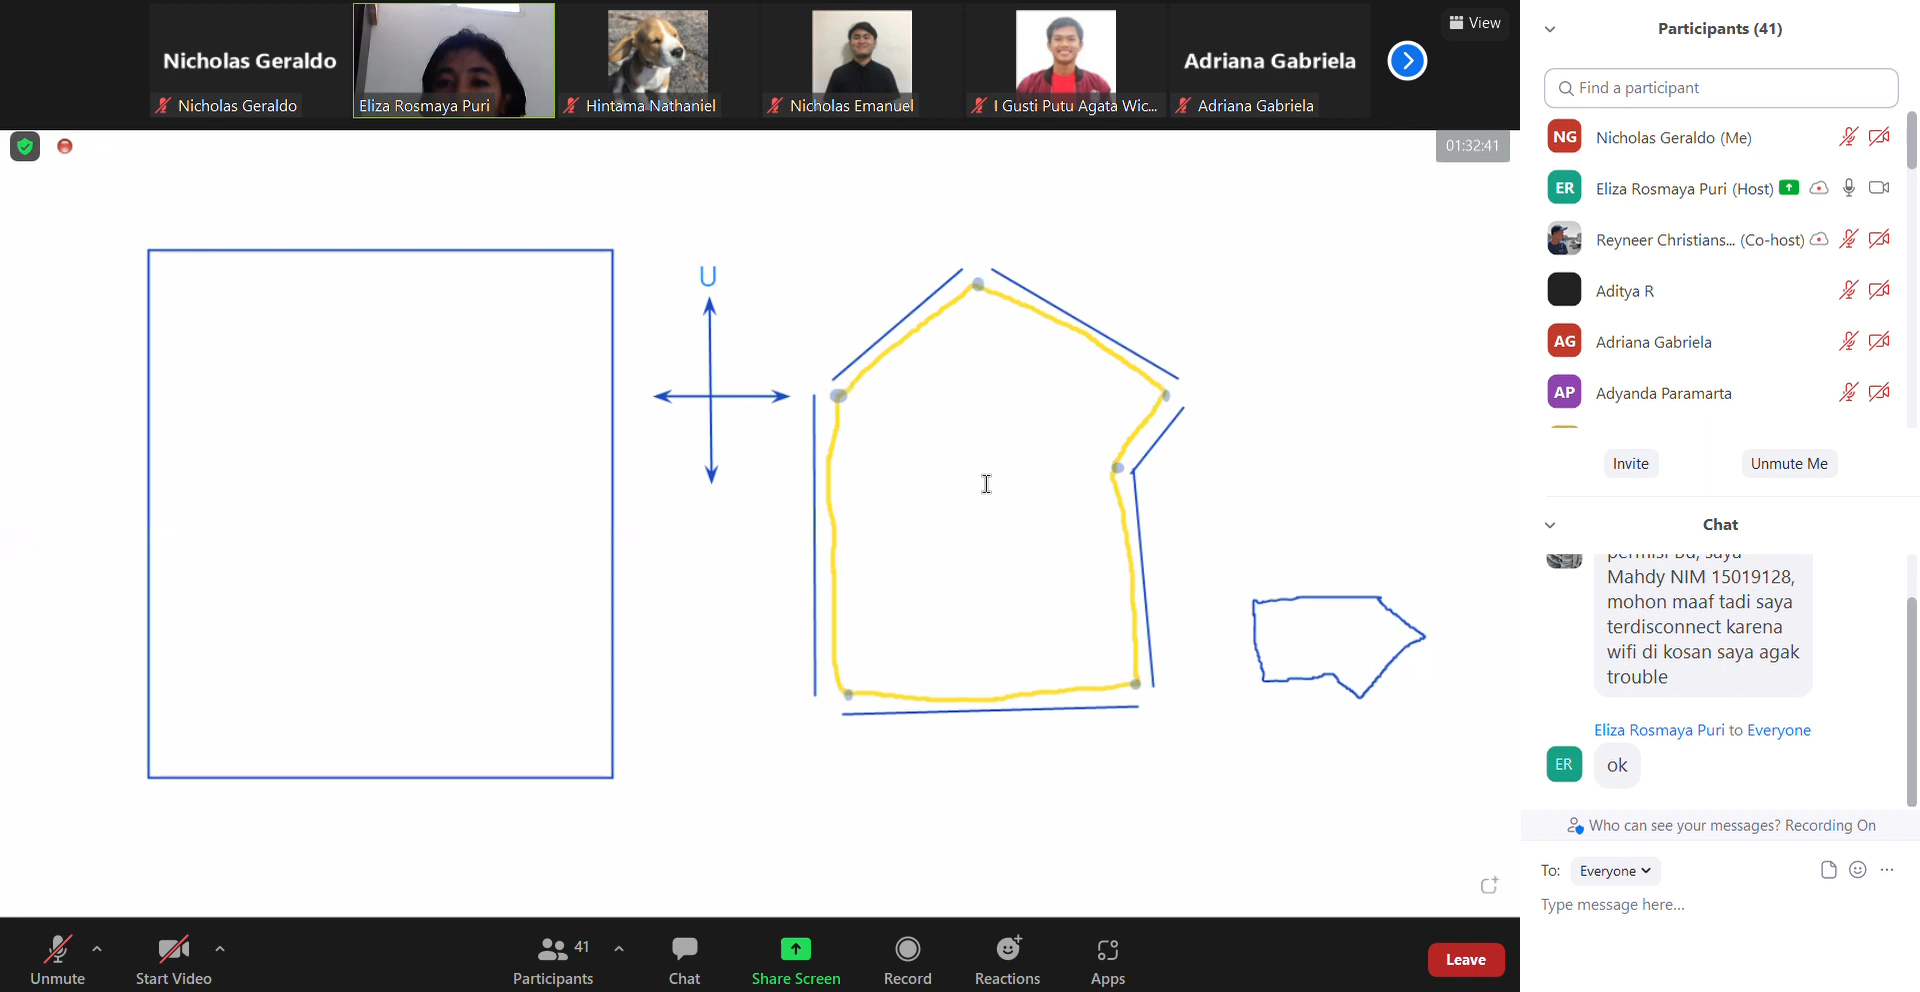 Nicholas Geraldo
Adriana Gabriela
View
Nicholas Geraldo
Eliza Rosmaya Puri
Hintama Nathaniel
Nicholas Emanuel
I Gusti Putu Agata Wic...
Adriana Gabriela
01:32:41
U
Participants (41)
Find a participant
NG Nicholas Geraldo (Me)
ER Eliza Rosmaya Puri (Host)
Reyneer Christians... (Co-host)
Aditya R
AG Adriana Gabriela
AP Adyanda Paramarta
Invite
Unmute Me
Chat
permisi Bu, saya
Mahdy NIM 15019128,
mohon maaf tadi saya
terdisconnect karena
wifi di kosan saya agak
trouble
Eliza Rosmaya Puri to Everyone
ER ok
Who can see your messages? Recording On
To: Everyone
Type message here...
Unmute
Start Video
41
Participants
Chat
Share Screen
Record
Reactions
Apps
Leave